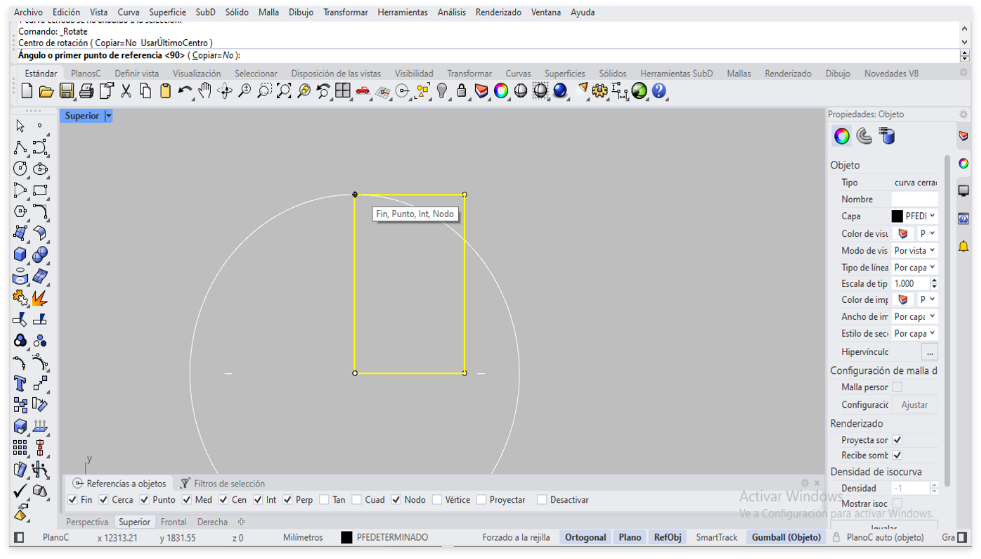 Archivo Edición Vista Curva Superficie SubD Sólido Malla Dibujo Transformar Herramientas Análisis Renderizado Ventana Ayuda
Comando: _Rotate
Centro de rotación ( Copiar=No UsarÚltimoCentro )
Ángulo o primer punto de referencia <90> ( Copiar=No ):
Estándar PlanosC Definir vista Visualización Seleccionar Disposición de las vistas Visibilidad Transformar Curvas Superficies Sólidos Herramientas SubD Mallas Renderizado Dibujo Novedades V8
Superior
Propiedades: Objeto
Objeto
Tipo curva cerrac
Nombre
Capa PFEDI
Color de visu P
Modo de vis Por vista
Tipo de línea Por capa
Escala de tip 1.000
Color de imp P
Ancho de im Por capa
Estilo de sec Por capa
Hipervínculo ...
Configuración de malla d
Malla person
Configuració Ajustar
Renderizado
Proyecta sor
Recibe somb
Densidad de isocurva
Densidad -1
Mostrar isoc
Fin, Punto, Int, Nodo
y
Referencias a objetos Filtros de selección
Fin Cerca Punto Med Cen Int Perp Tan Cuad Nodo Vértice Proyectar Desactivar
Activar Windows
Ve a Configuración para activar Windows.
Perspectiva Superior Frontal Derecha
PlanoC x 12313.21 y 1831.55 z 0 Milímetros PFEDETERMINADO Forzado a la rejilla Ortogonal Plano RefObj SmartTrack Gumball (Objeto) PlanoC auto (objeto) Gra